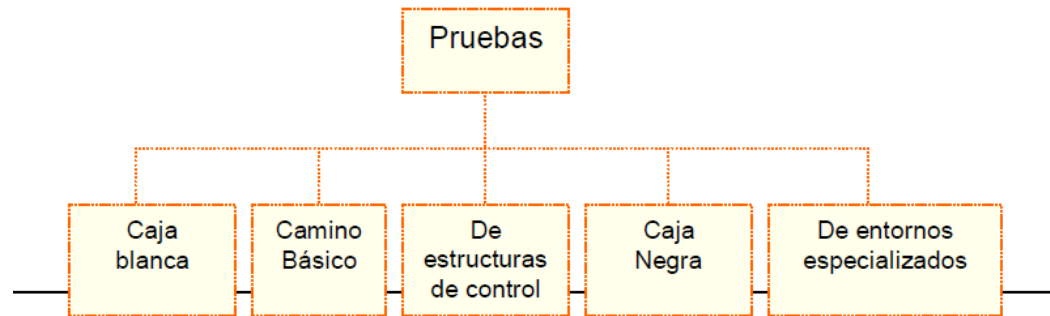 Pruebas
Caja
blanca
Camino
Básico
De
estructuras
de control
Caja
Negra
De entornos
especializados